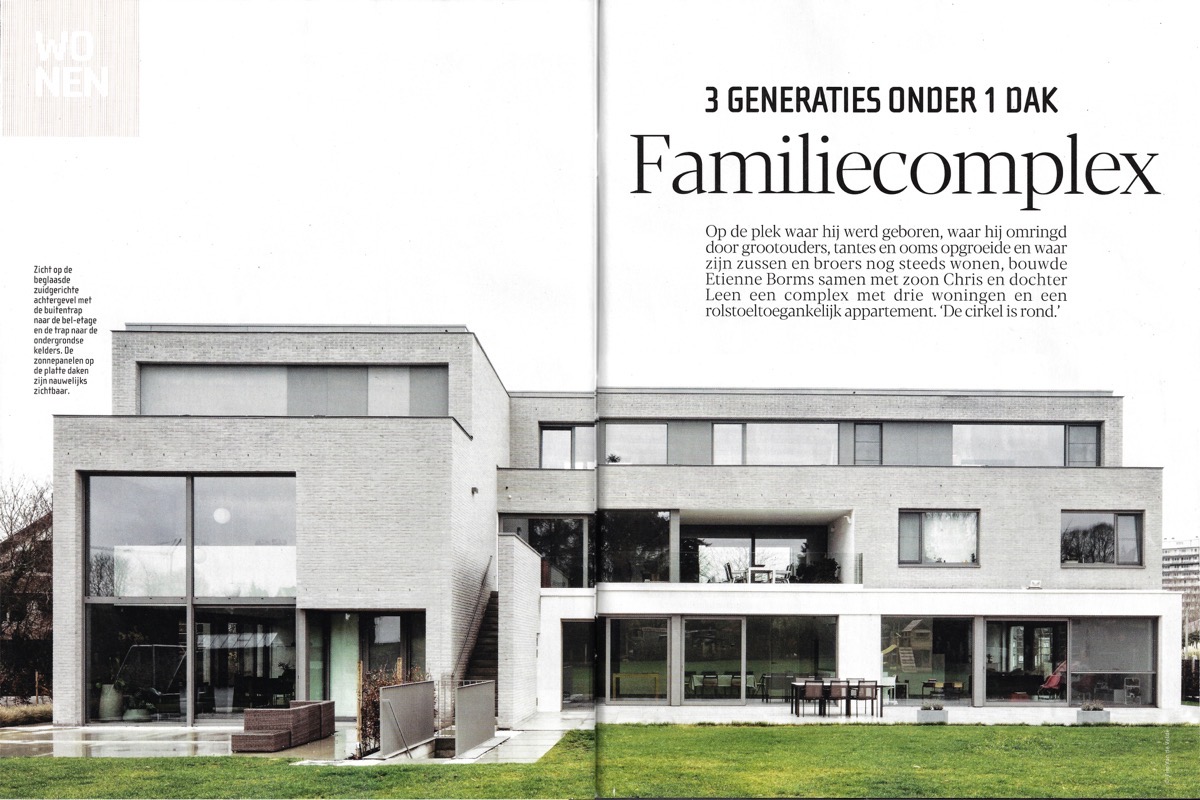 WO
NEN
3 GENERATIES ONDER 1 DAK
Familiecomplex
Op de plek waar hij werd geboren, waar hij omringd
door grootouders, tantes en ooms opgroeide en waar
zijn zussen en broers nog steeds wonen, bouwde
Etienne Borms samen met zoon Chris en dochter
Leen een complex met drie woningen en een
rolstoeltoegankelijk appartement. ‘De cirkel is rond.’
Zicht op de
beglaasde
zuidgerichte
achtergevel met
de buitentrap
naar de bel-etage
en de trap naar de
ondergrondse
kelders. De
zonnepanelen op
de platte daken
zijn nauwelijks
zichtbaar.